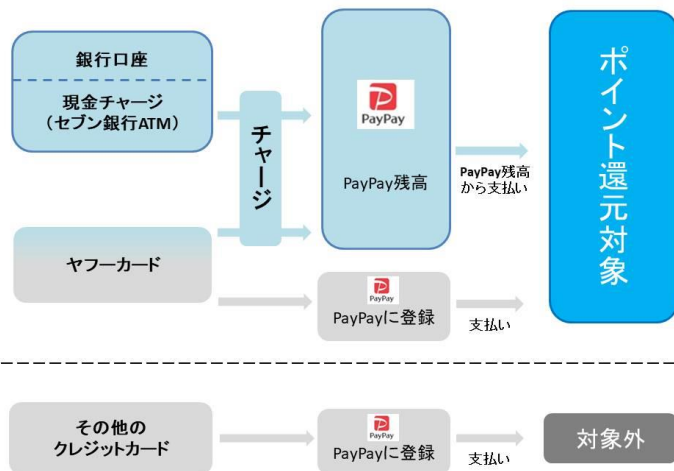 銀行口座
現金チャージ
（セブン銀行ATM）
チャージ
PayPay
PayPay残高
PayPay残高
から支払い
ポイント還元対象
ヤフーカード
PayPay
PayPayに登録
支払い
その他の
クレジットカード
PayPay
PayPayに登録
支払い
対象外